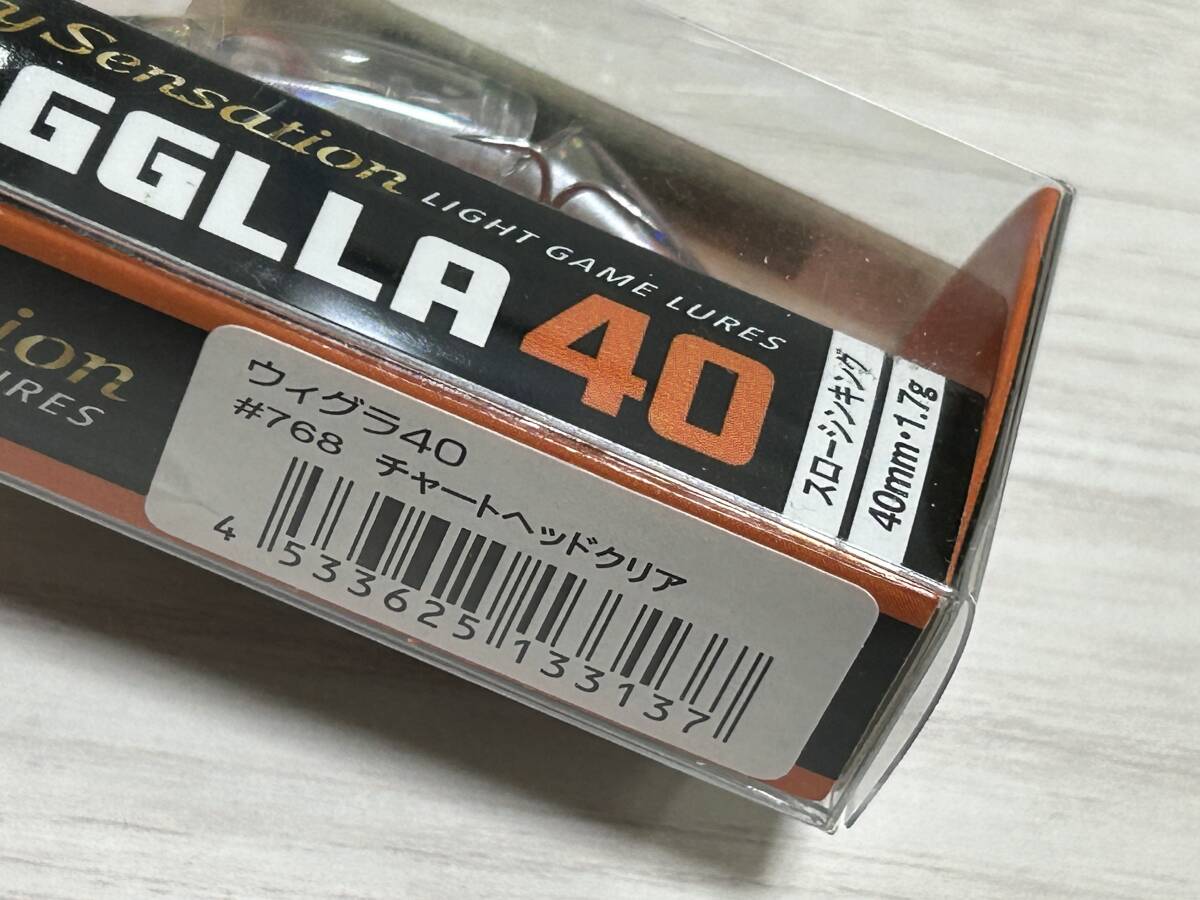 y Sensation
GGLLA 40
LIGHT GAME LURES
スローシンキング
40mm・1.7g
ion
URES
ウィグラ40
#768 チャートヘッドクリア
4 533625 133137